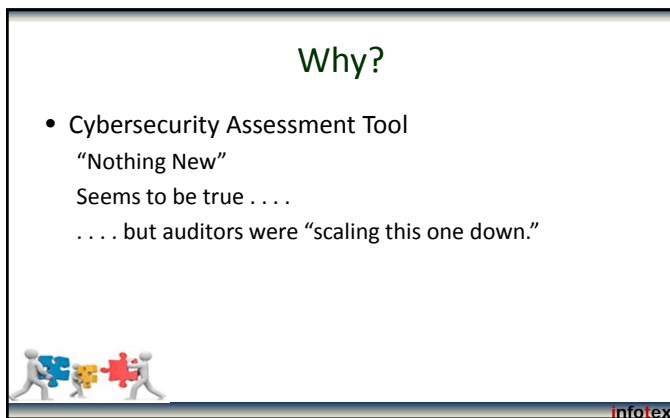 Why?
• Cybersecurity Assessment Tool
“Nothing New”
Seems to be true . . . .
. . . . but auditors were “scaling this one down.”
infotex